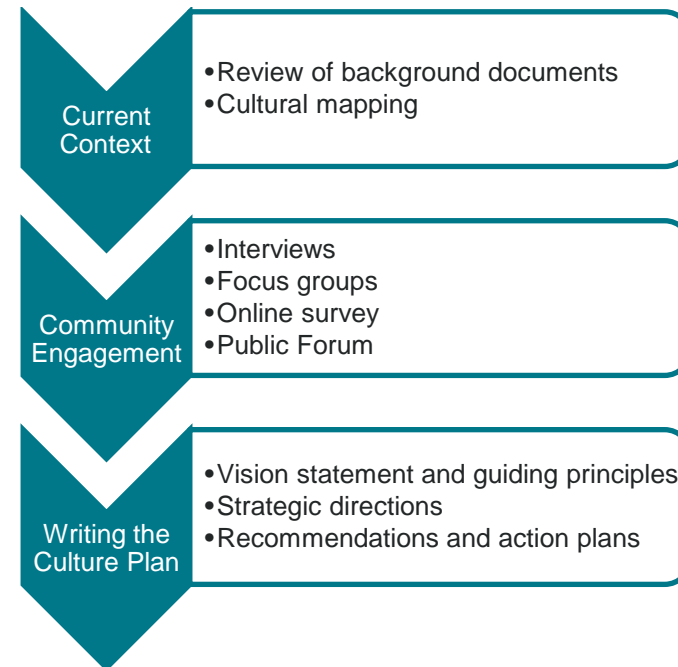 Current
Context
•Review of background documents
•Cultural mapping
Community
Engagement
•Interviews
•Focus groups
•Online survey
•Public Forum
Writing the
Culture Plan
•Vision statement and guiding principles
•Strategic directions
•Recommendations and action plans